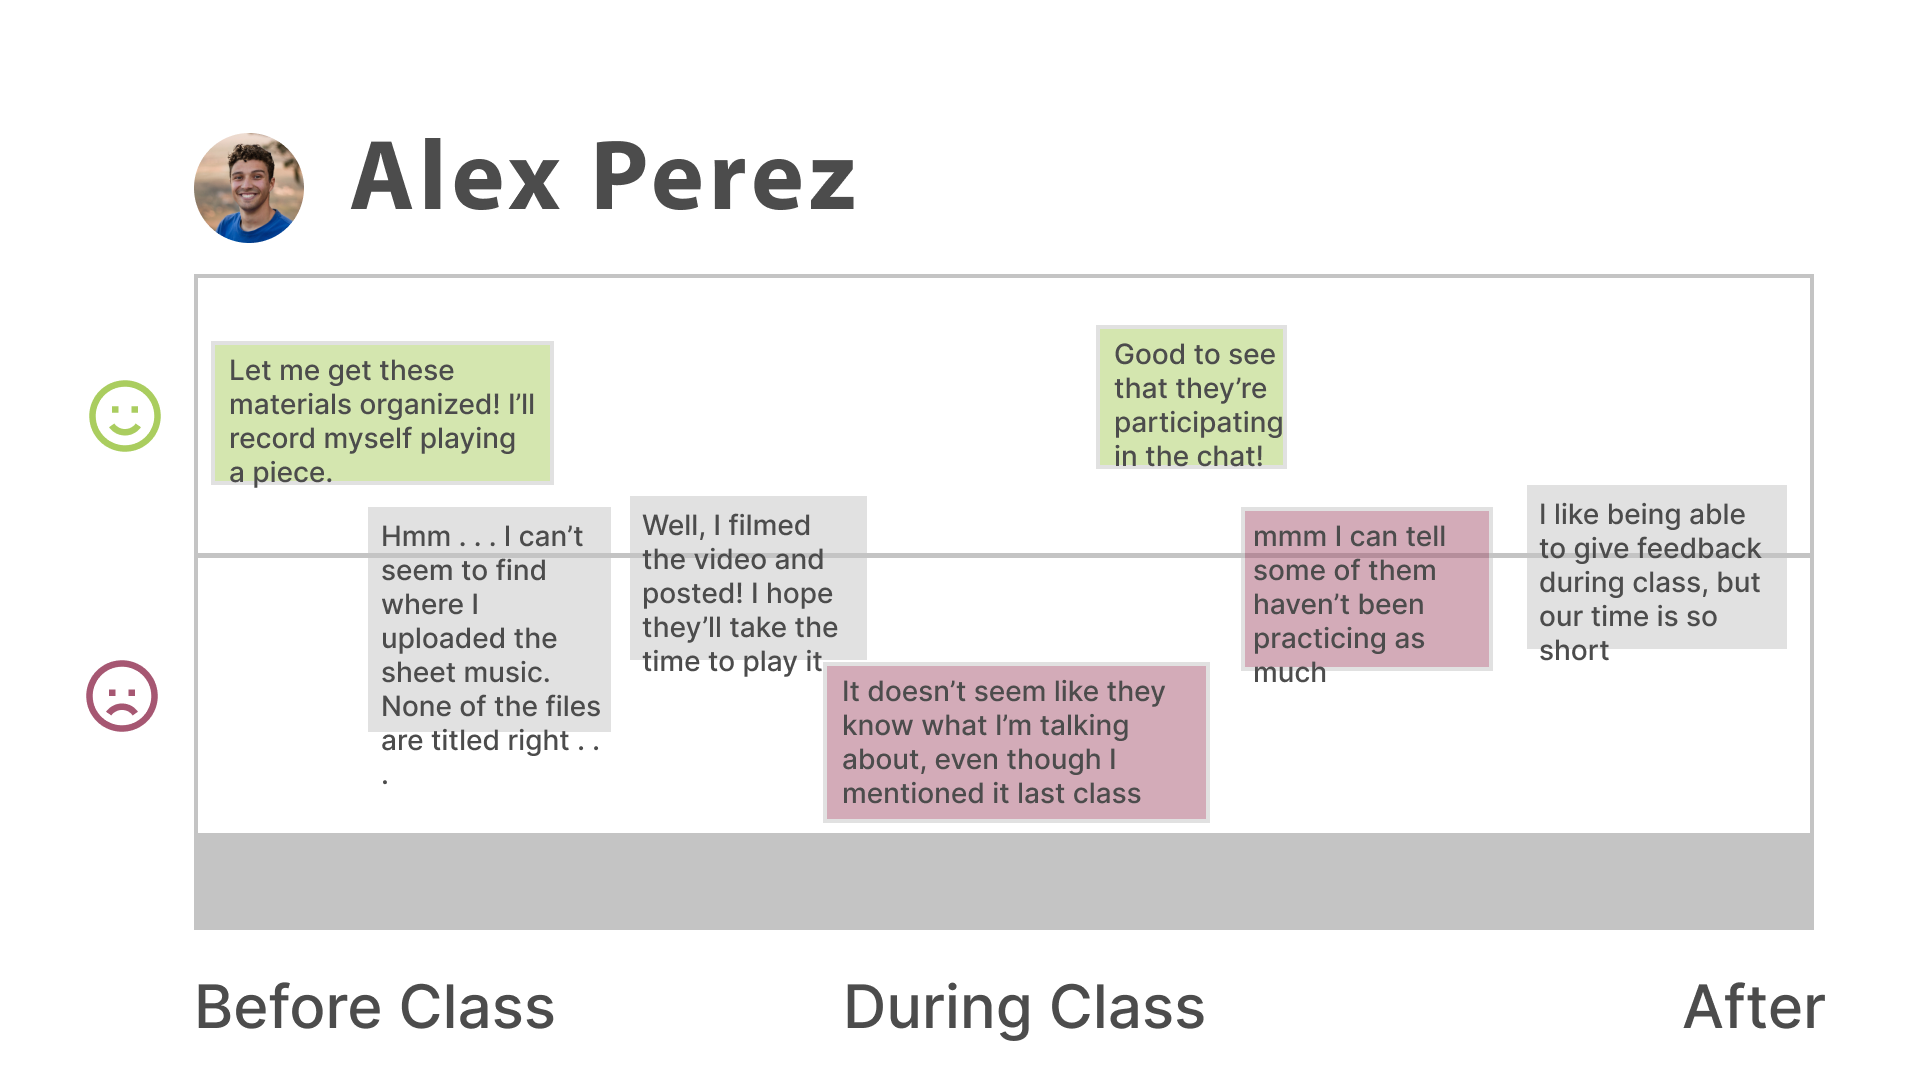 Alex Perez
Let me get these
materials organized! I’ll
record myself playing
a piece.
Good to see
that they’re
participating
in the chat!
Hmm . . . I can’t
seem to find
where I
uploaded the
sheet music.
None of the files
are titled right . .
.
Well, I filmed
the video and
posted! I hope
they’ll take the
time to play it
It doesn’t seem like they
know what I’m talking
about, even though I
mentioned it last class
mmm I can tell
some of them
haven’t been
practicing as
much
I like being able
to give feedback
during class, but
our time is so
short
Before Class
During Class
After